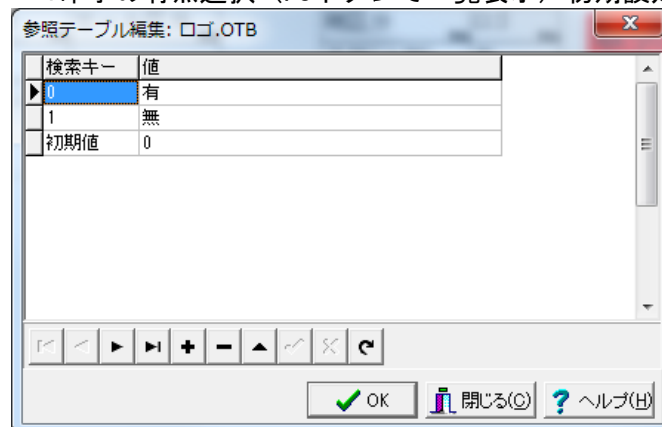 参照テーブル編集: ロゴ.OTB
検索キー 値
0 有
1 無
初期値 0
OK 閉じる(C) ヘルプ(H)